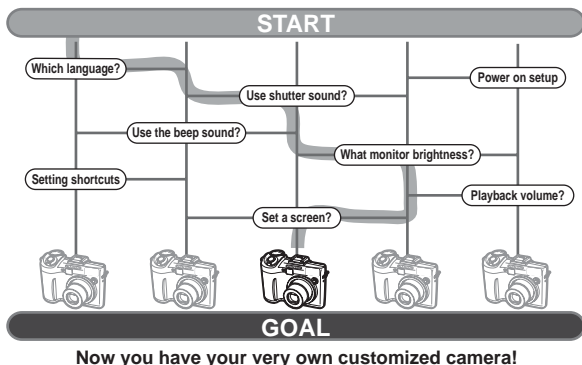 START
Which language?
Power on setup
Use shutter sound?
Use the beep sound?
What monitor brightness?
Setting shortcuts
Playback volume?
Set a screen?
GOAL
Now you have your very own customized camera!